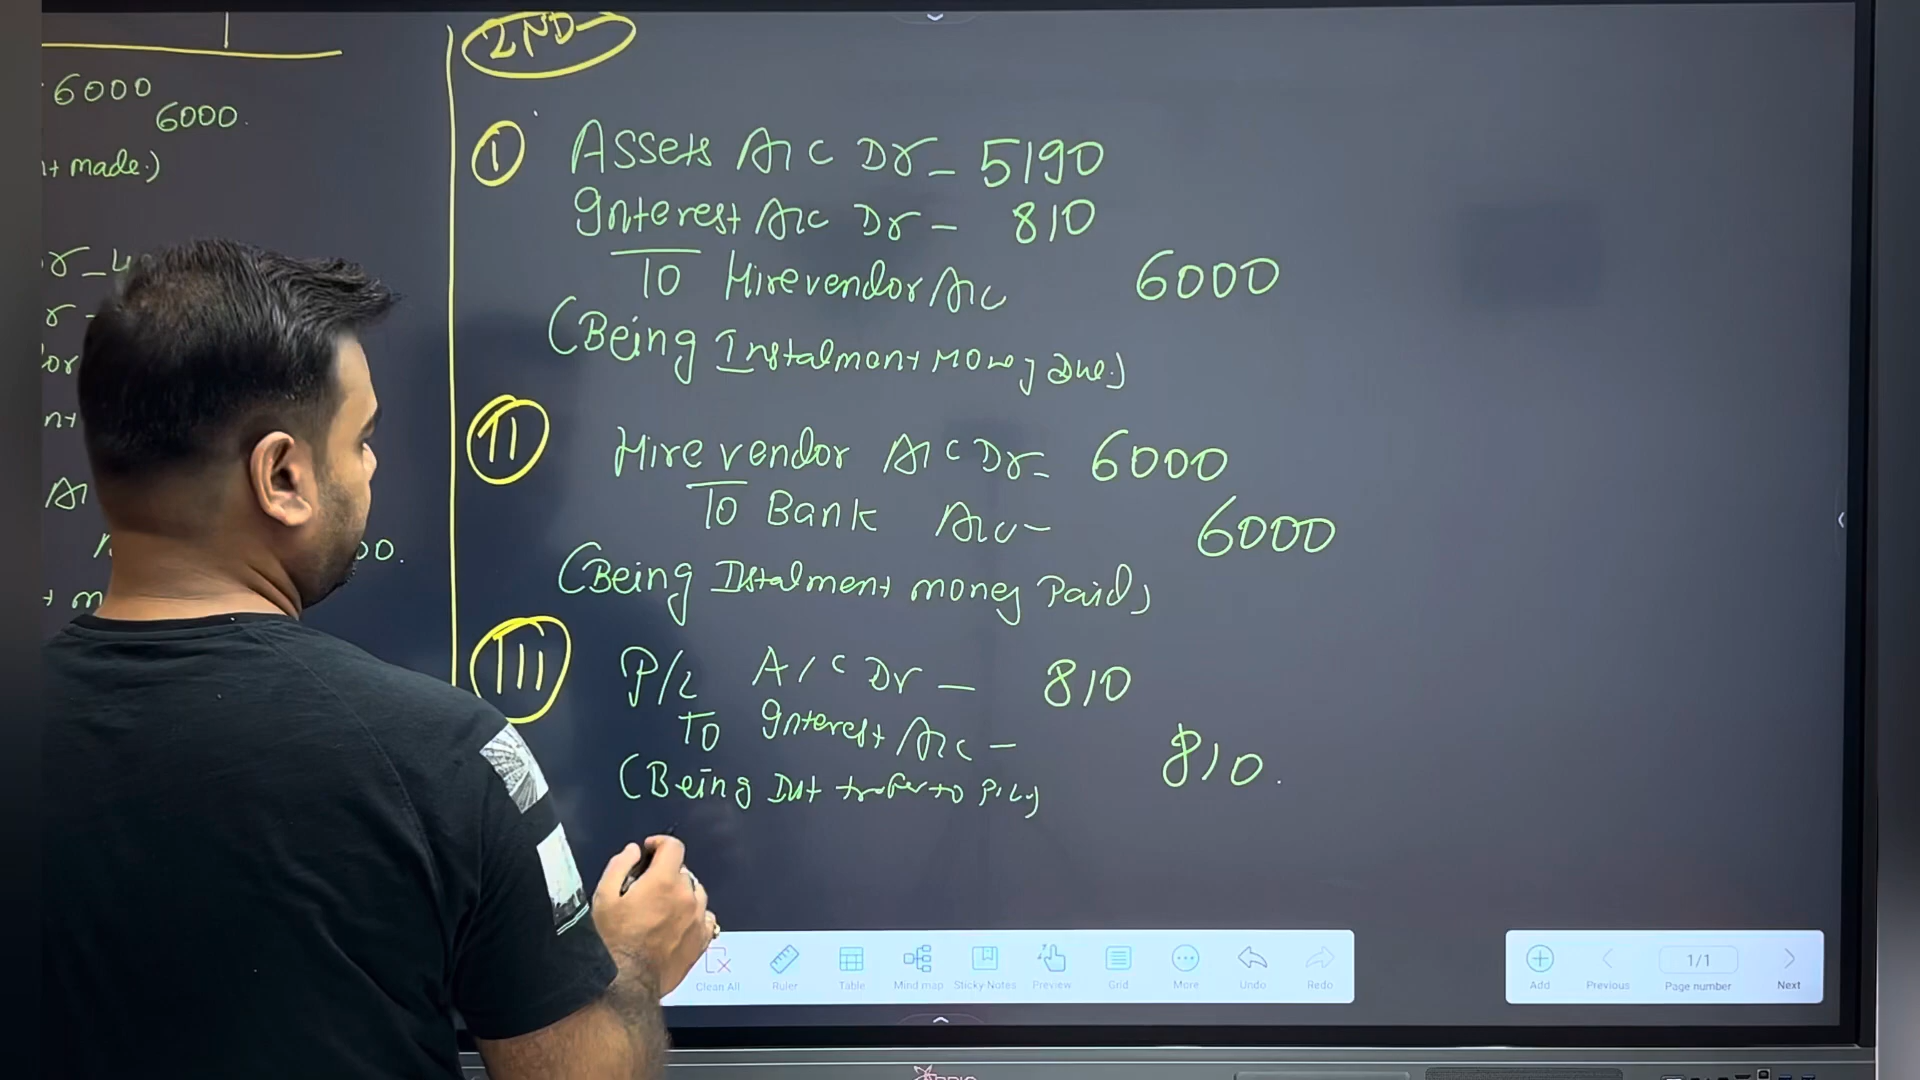 6000
6000.
made.)
00.
2ND
I Assets A/C Dr - 5190
Interest A/C Dr - 810
To Hire vendor A/c 6000
(Being Instalment Money Due.)
II Hire vendor A/C Dr - 6000
To Bank A/c - 6000
(Being Istalment money Paid)
III P/L A/C Dr - 810
To Interest A/c - 810.
(Being Int to P/L)
Clean All Ruler Table Mind map Sticky Notes Preview Grid More Undo Redo
Add Previous 1/1 Page number Next